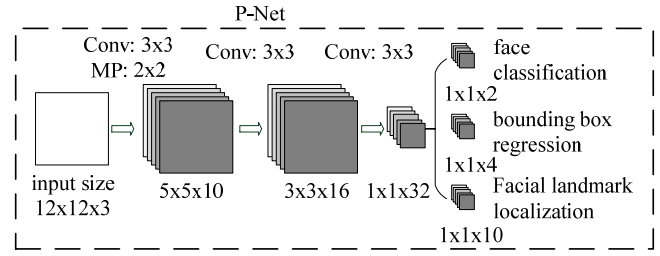 P-Net
Conv: 3x3
MP: 2x2
Conv: 3x3
Conv: 3x3
input size
12x12x3
5x5x10
3x3x16
1x1x32
face
classification
1x1x2
bounding box
regression
1x1x4
Facial landmark
localization
1x1x10